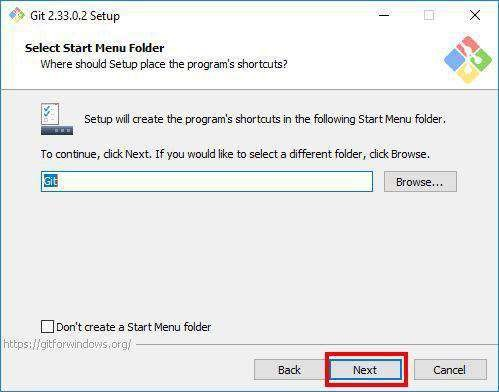 Git 2.33.0.2 Setup
Select Start Menu Folder
Where should Setup place the program's shortcuts?
Setup will create the program's shortcuts in the following Start Menu folder.
To continue, click Next. If you would like to select a different folder, click Browse.
Git
Browse...
Don't create a Start Menu folder
https://gitforwindows.org/
Back
Next
Cancel